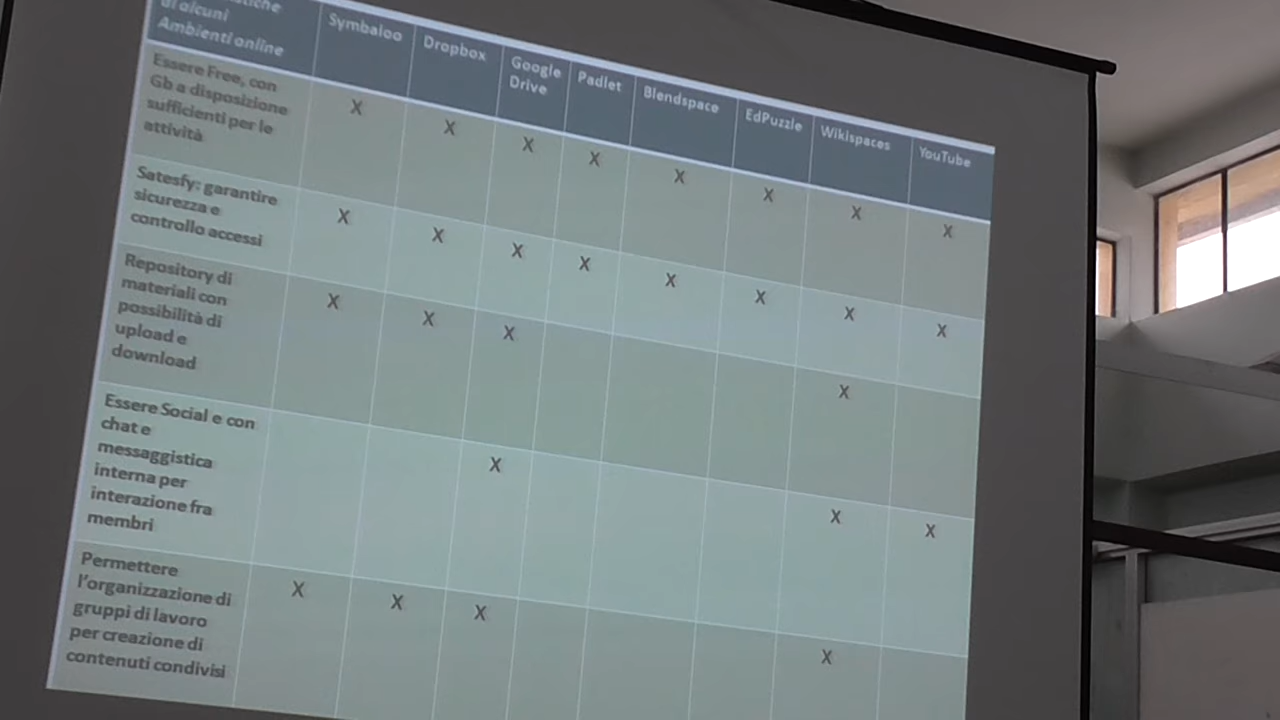 di alcuni
Ambienti online
Symbaloo
Dropbox
Google
Drive
Padlet
Blendspace
EdPuzzle
Wikispaces
YouTube
Essere Free, con
Gb a disposizione
sufficienti per le
attività
X X X X X X X X
Satesfy: garantire
sicurezza e
controllo accessi
X X X X X X X X
Repository di
materiali con
possibilità di
upload e
download
X X X X
Essere Social e con
chat e
messaggistica
interna per
interazione fra
membri
X X X
Permettere
l'organizzazione di
gruppi di lavoro
per creazione di
contenuti condivisi
X X X X